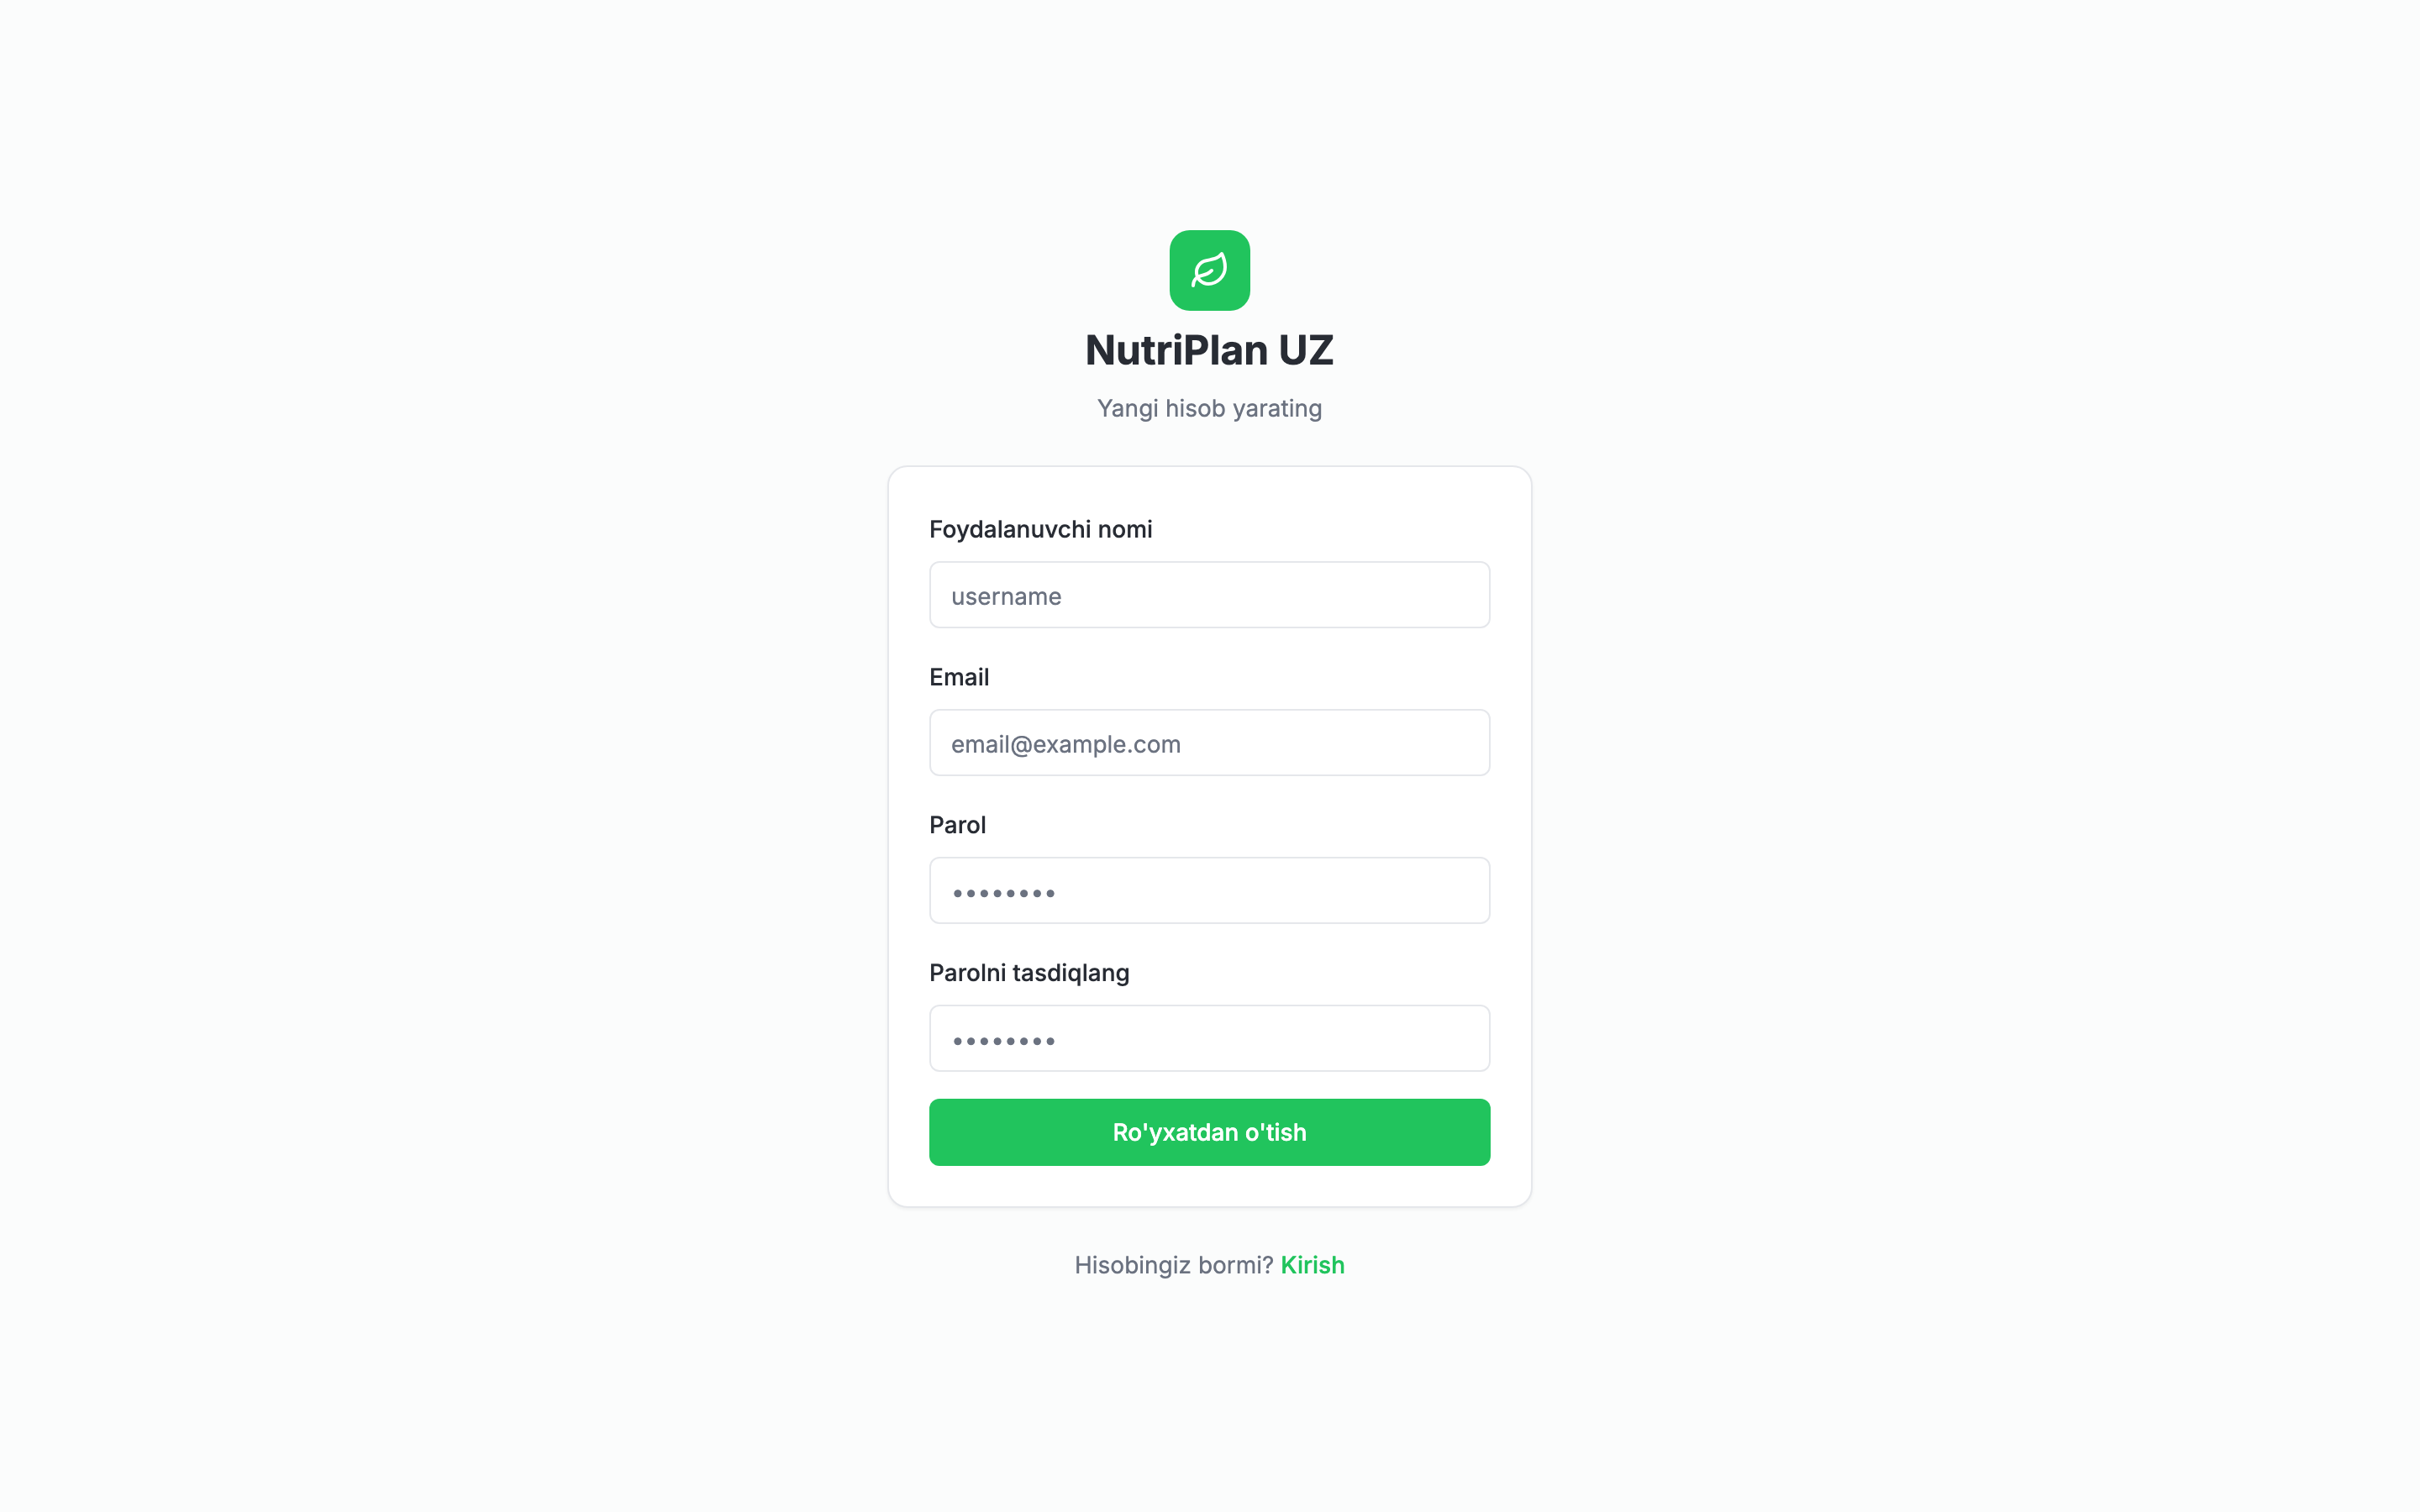 NutriPlan UZ
Yangi hisob yarating
Foydalanuvchi nomi
username
Email
email@example.com
Parol
••••••••
Parolni tasdiqlang
••••••••
Ro'yxatdan o'tish
Hisobingiz bormi? Kirish